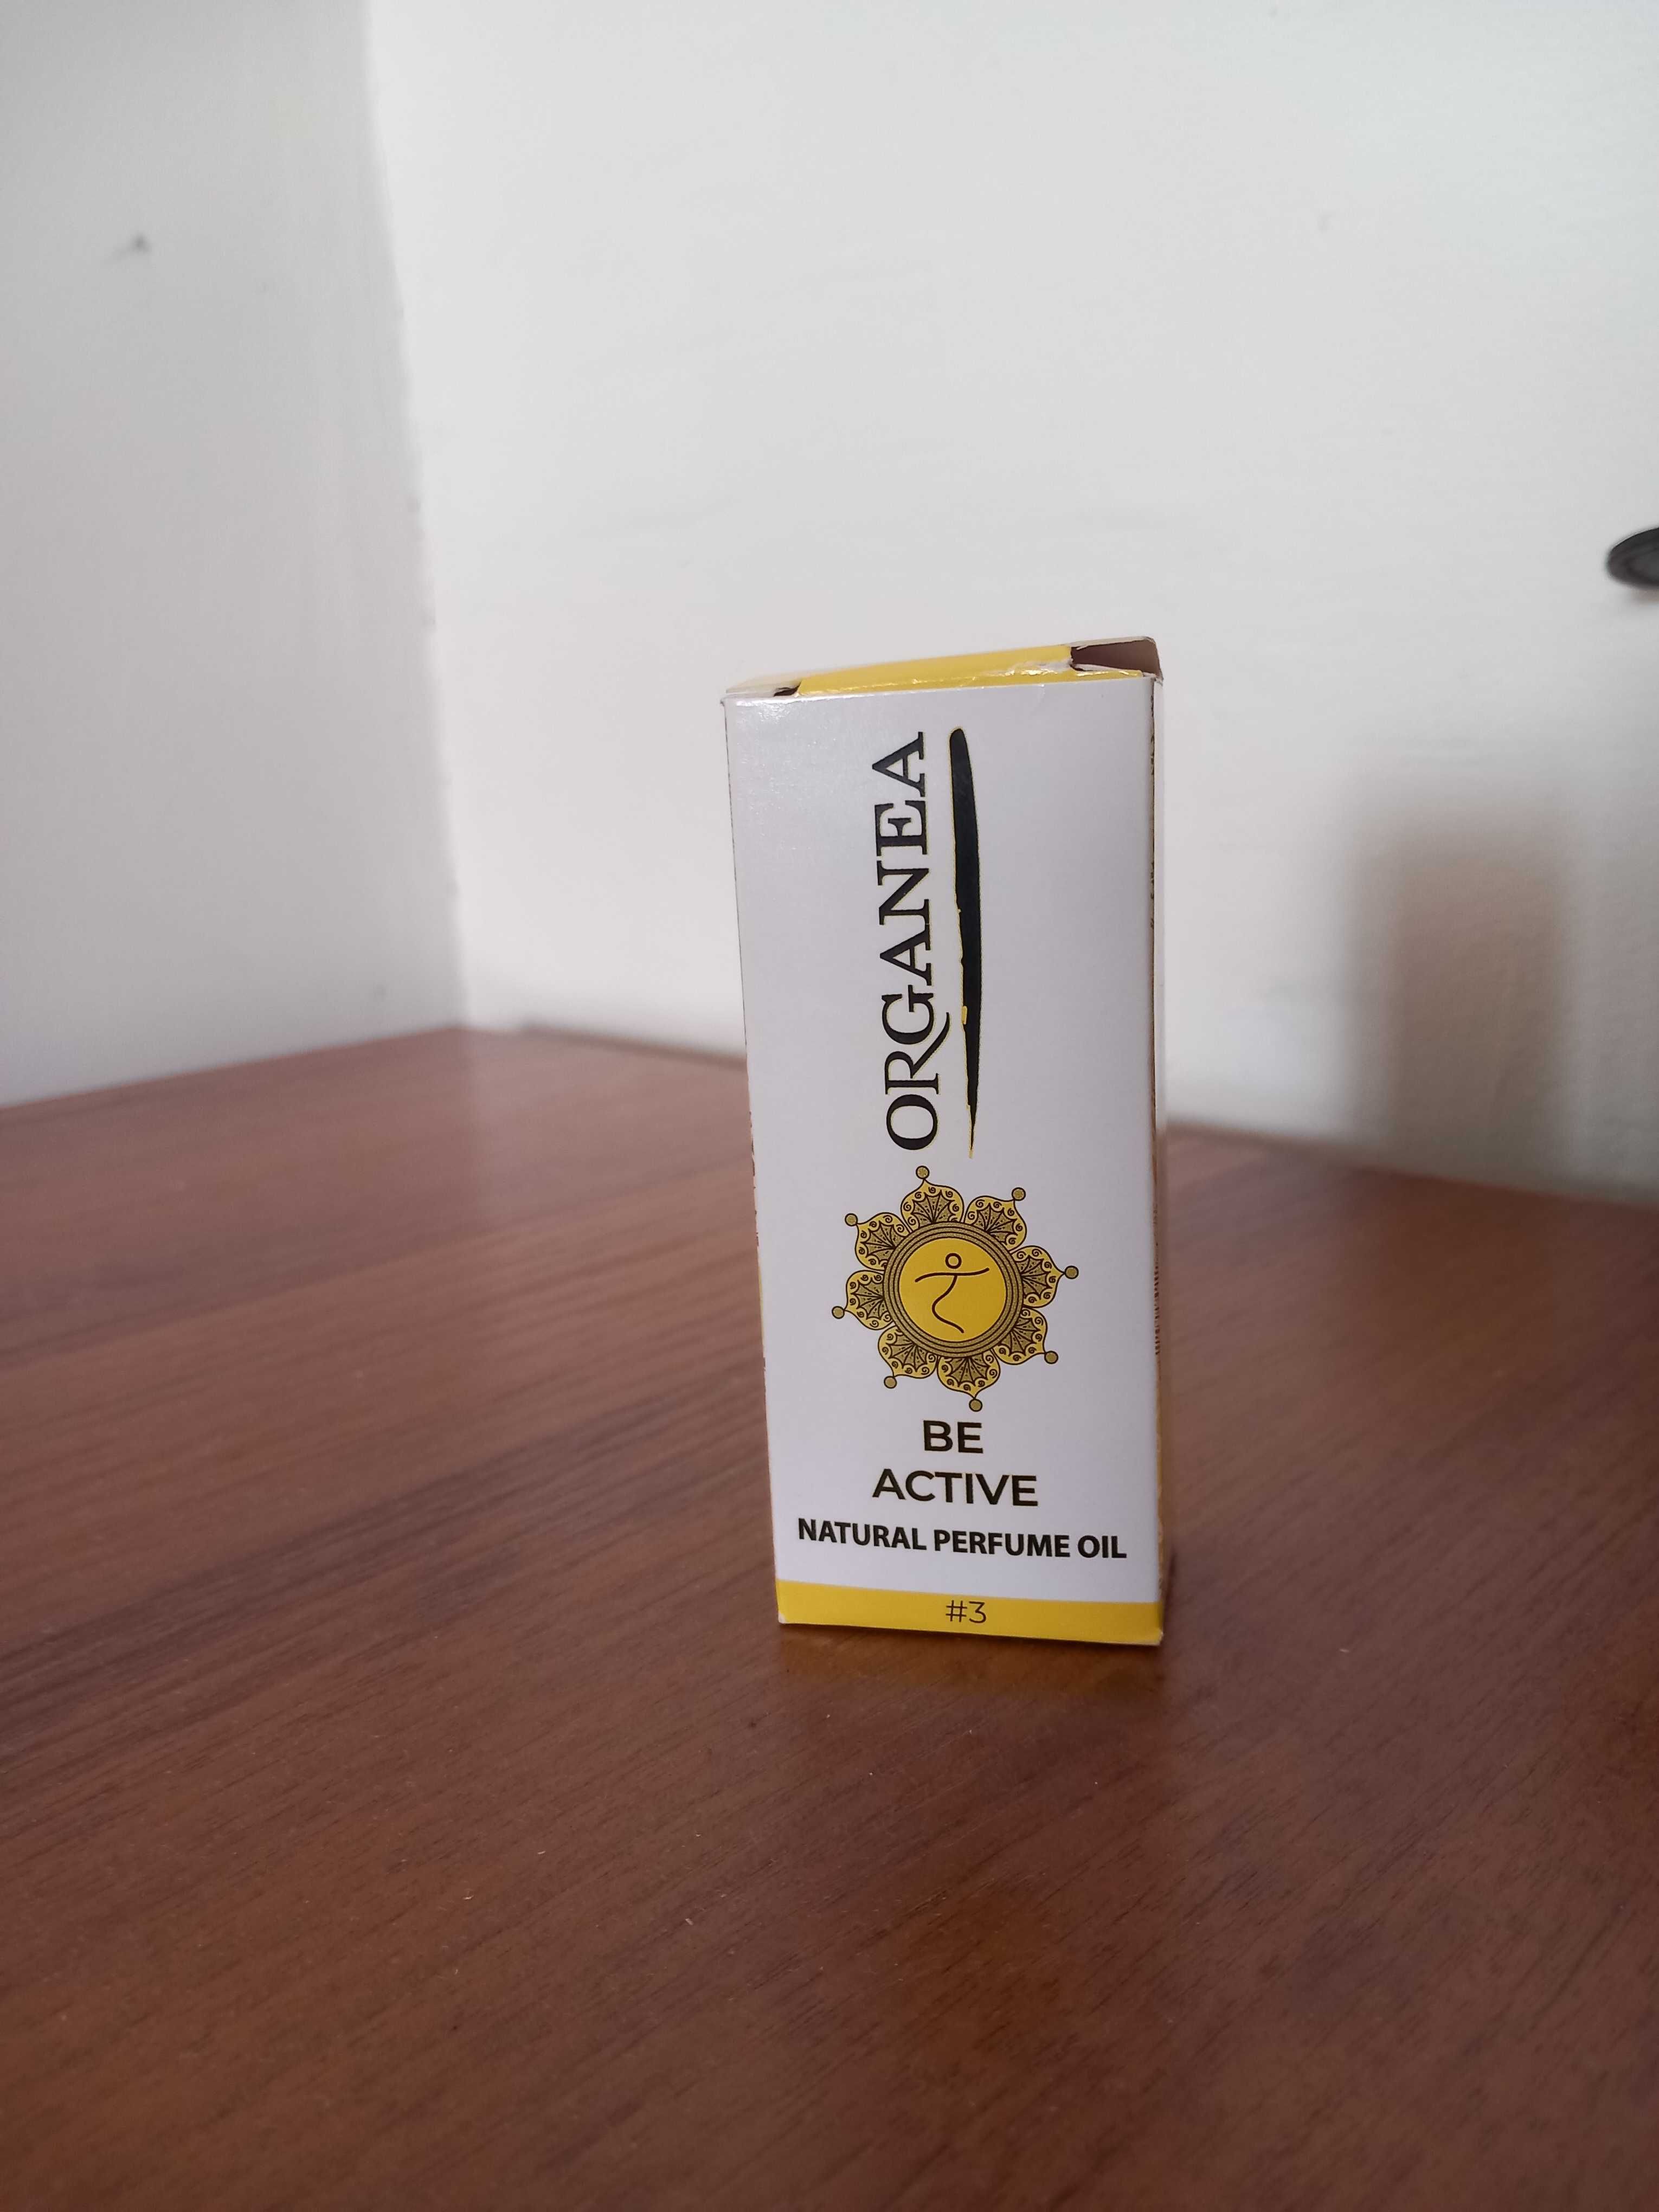 ORGANEA
BE
ACTIVE
NATURAL PERFUME OIL
#3